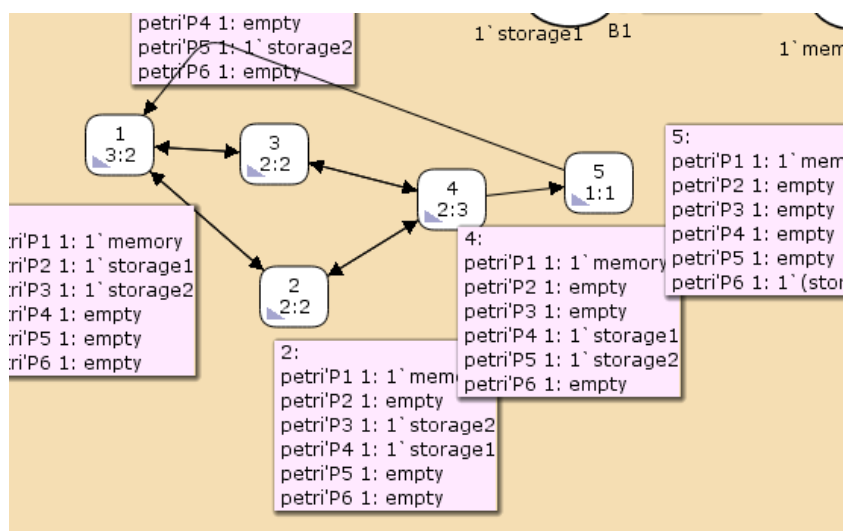 petri'P4 1: empty
petri'P5 1: 1`storage2
petri'P6 1: empty
1`storage1 B1
1`mem
1
3:2
3
2:2
4
2:3
5
1:1
2
2:2
5:
petri'P1 1: 1`mem
petri'P2 1: empty
petri'P3 1: empty
petri'P4 1: empty
petri'P5 1: empty
petri'P6 1: 1`(stor
tri'P1 1: 1`memory
tri'P2 1: 1`storage1
tri'P3 1: 1`storage2
tri'P4 1: empty
tri'P5 1: empty
tri'P6 1: empty
4:
petri'P1 1: 1`memory
petri'P2 1: empty
petri'P3 1: empty
petri'P4 1: 1`storage1
petri'P5 1: 1`storage2
petri'P6 1: empty
2:
petri'P1 1: 1`mem
petri'P2 1: empty
petri'P3 1: 1`storage2
petri'P4 1: 1`storage1
petri'P5 1: empty
petri'P6 1: empty